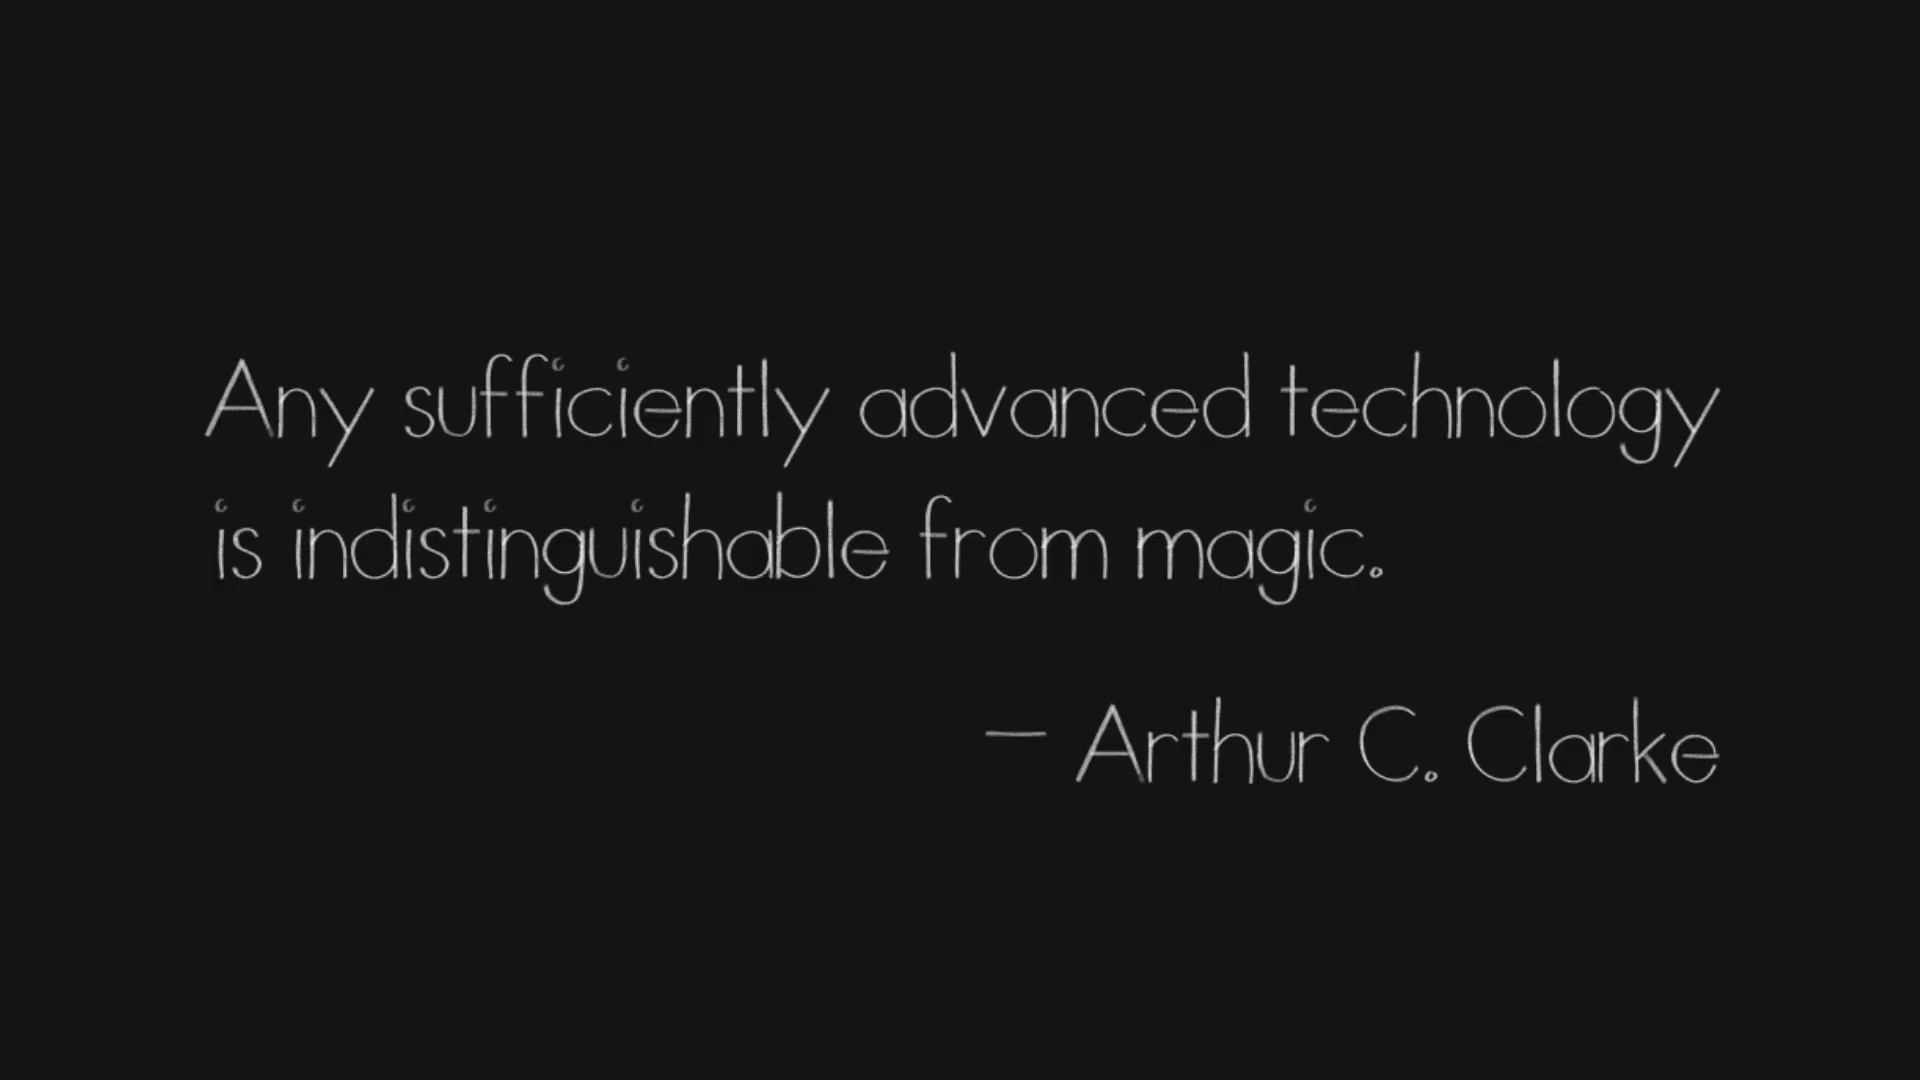 Any sufficiently advanced technology
is indistinguishable from magic.
— Arthur C. Clarke